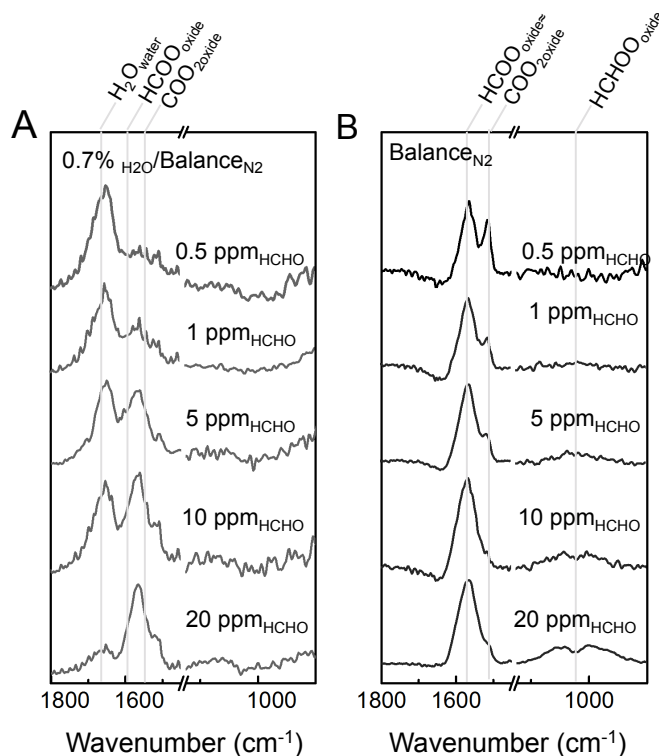 A
H2Owater
HCOOoxide
COO2oxide
0.7% H2O/BalanceN2
0.5 ppmHCHO
1 ppmHCHO
5 ppmHCHO
10 ppmHCHO
20 ppmHCHO
1800 1600 1000
Wavenumber (cm-1)
B
HCOOoxide≈
COO2oxide
HCHOOoxide
BalanceN2
0.5 ppmHCHO
1 ppmHCHO
5 ppmHCHO
10 ppmHCHO
20 ppmHCHO
1800 1600 1000
Wavenumber (cm-1)